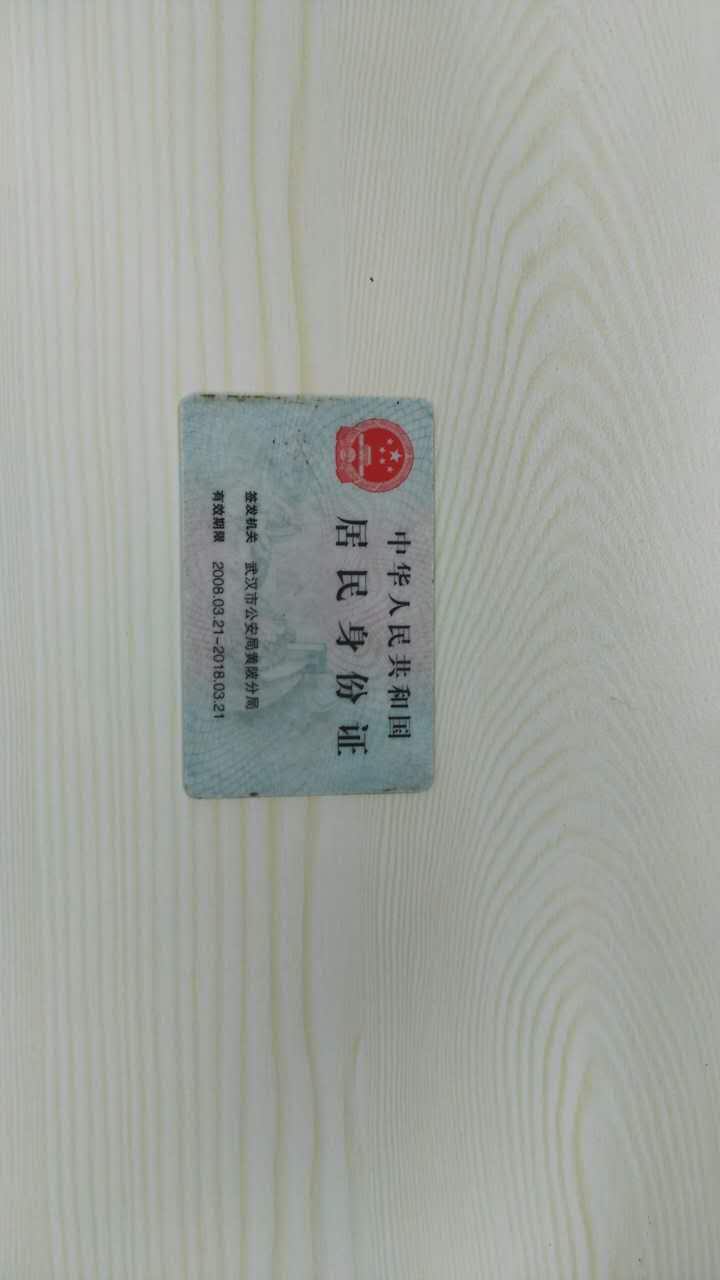 中华人民共和国
居民身份证
签发机关 武汉市公安局黄陂分局
有效期限 2008.03.21-2018.03.21